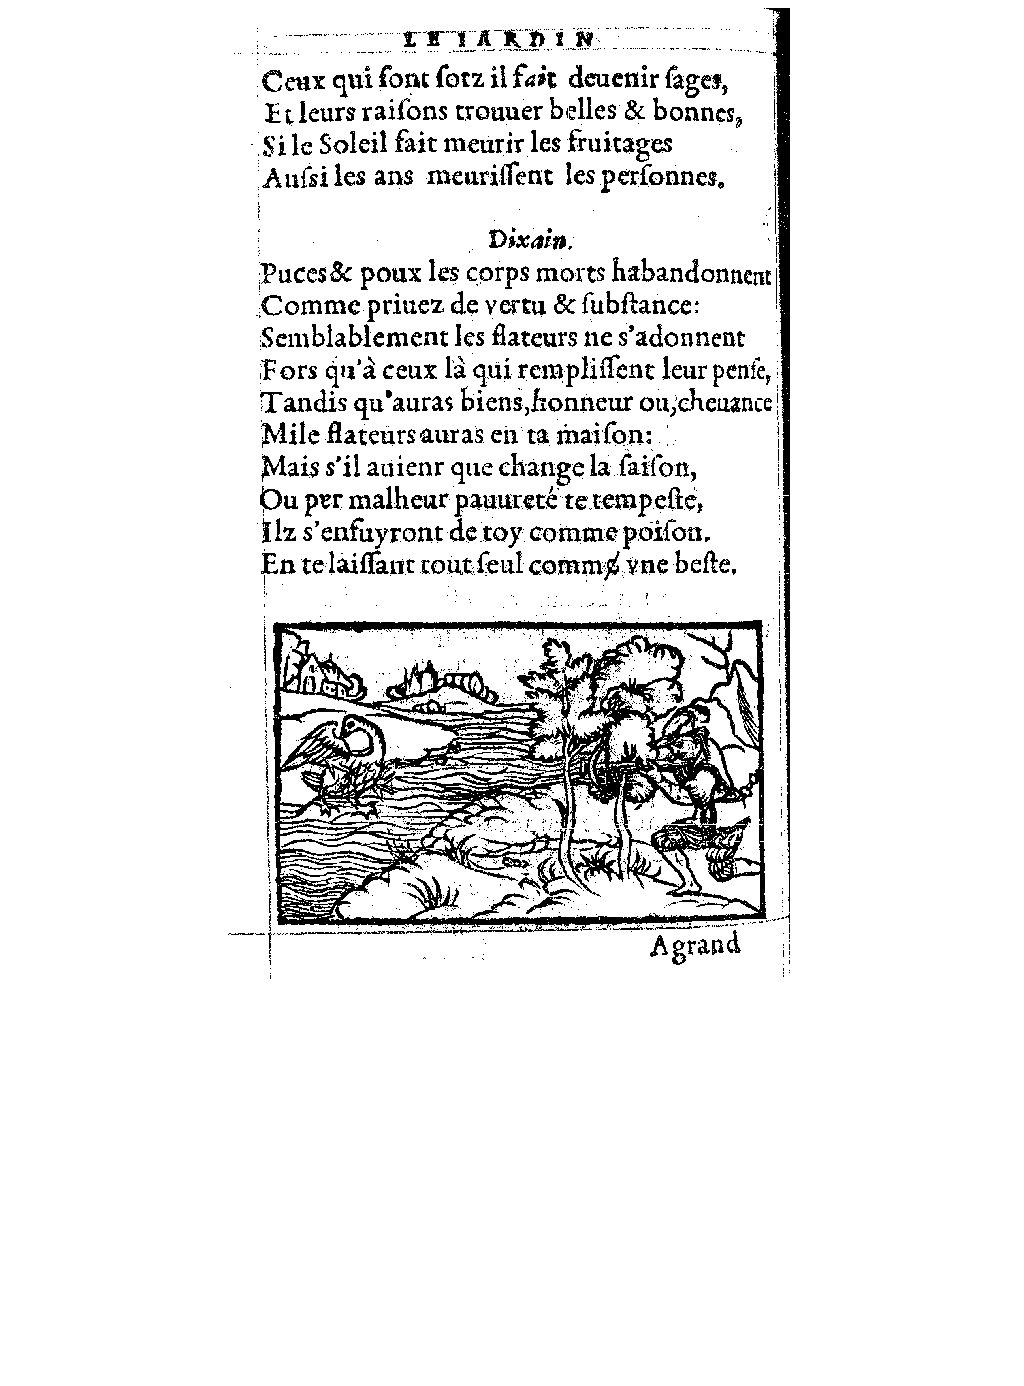 LE IARDIN
Ceux qui ſont ſotz il fait deuenir ſages,
Et leurs raiſons trouuer belles & bonnes,
Si le Soleil fait meurir les fruitages
Auſsi les ans meuriſſent les perſonnes.
Dixain.
Puces & poux les corps morts habandonnent
Comme priuez de vertu & ſubſtance:
Semblablement les flateurs ne s'adonnent
Fors qu'à ceux là qui rempliſſent leur penſe,
Tandis qu'auras biens, honneur ou, cheuance
Mile flateurs auras en ta maiſon:
Mais s'il auienr que change la ſaiſon,
Ou per malheur pauureté te tempeſte,
Ilz s'enfuyront de toy comme poiſon.
En te laiſſant tout ſeul comme̸ vne beſte.
Agrand